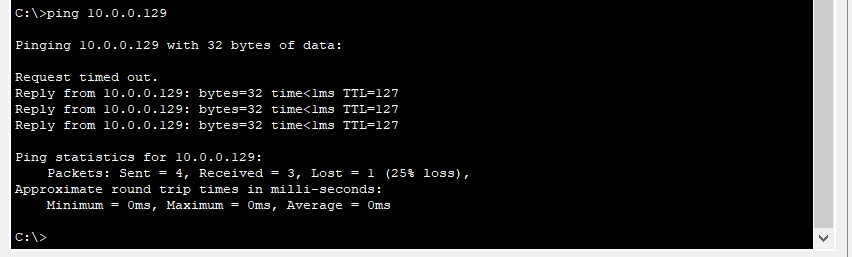 C:\>ping 10.0.0.129
Pinging 10.0.0.129 with 32 bytes of data:
Request timed out.
Reply from 10.0.0.129: bytes=32 time<1ms TTL=127
Reply from 10.0.0.129: bytes=32 time<1ms TTL=127
Reply from 10.0.0.129: bytes=32 time<1ms TTL=127
Ping statistics for 10.0.0.129:
    Packets: Sent = 4, Received = 3, Lost = 1 (25% loss),
Approximate round trip times in milli-seconds:
    Minimum = 0ms, Maximum = 0ms, Average = 0ms
C:\>